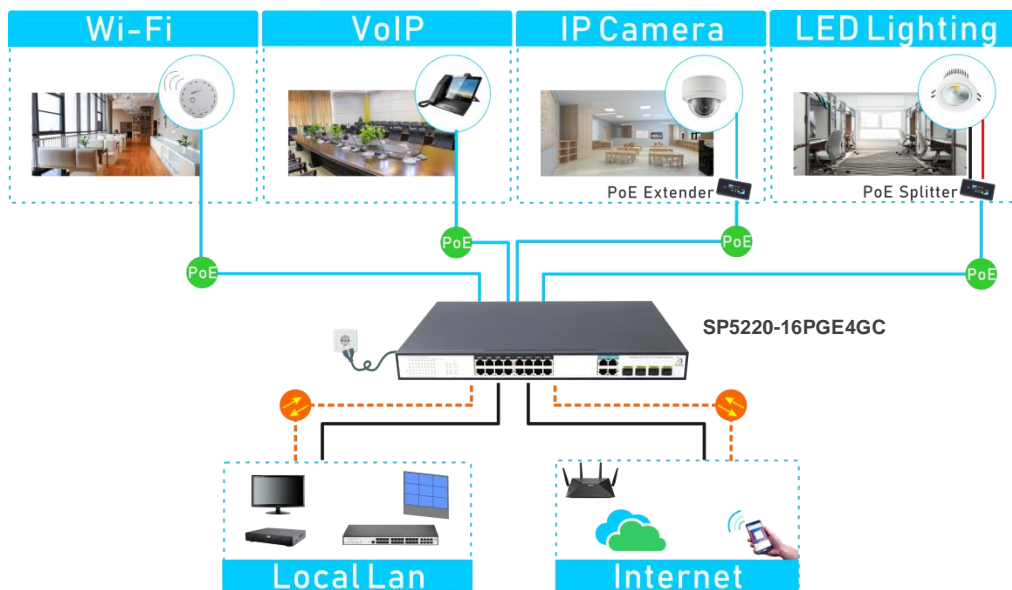 Wi-Fi
VoIP
IP Camera
LED Lighting
PoE Extender
PoE Splitter
PoE
PoE
PoE
PoE
SP5220-16PGE4GC
Local Lan
Internet